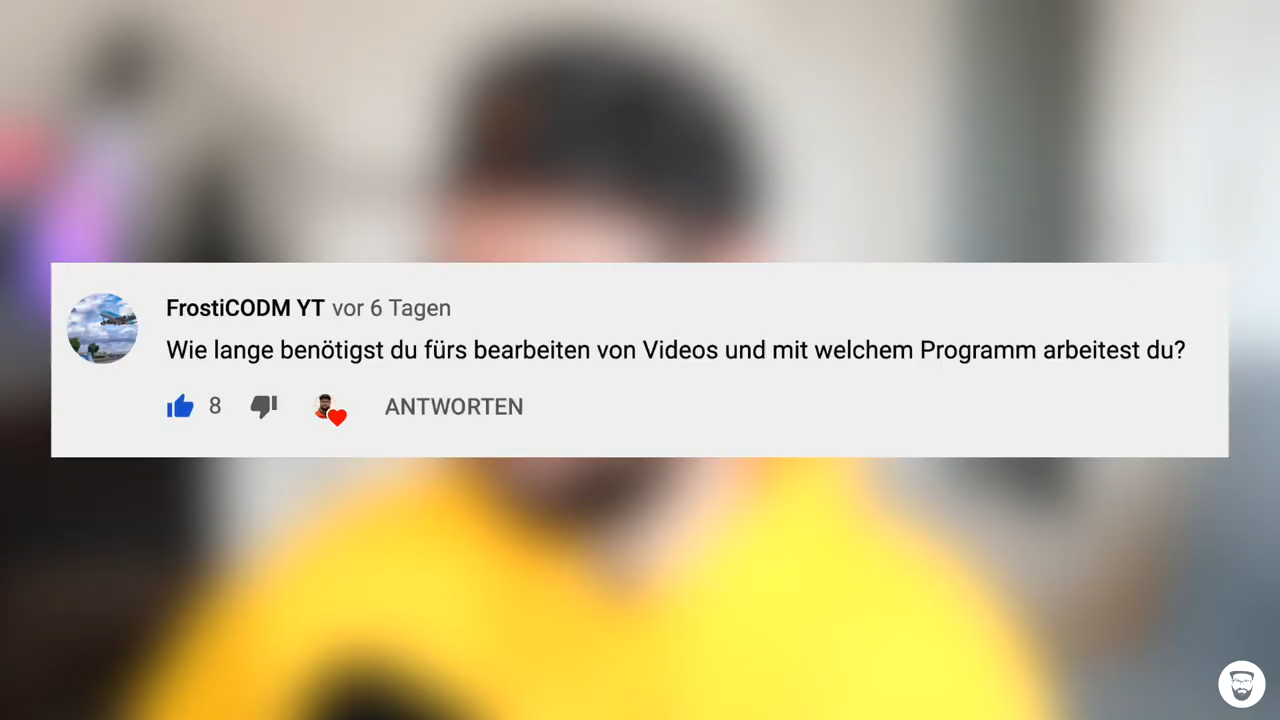 FrostiCODM YT vor 6 Tagen
Wie lange benötigst du fürs bearbeiten von Videos und mit welchem Programm arbeitest du?
8 ANTWORTEN